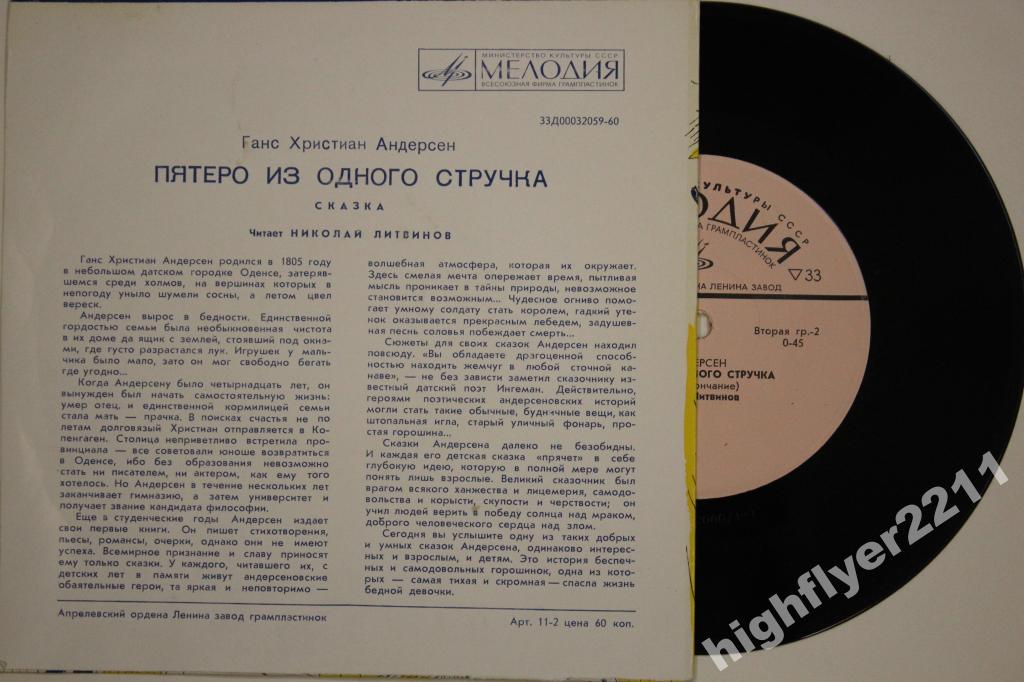 МИНИСТЕРСТВО КУЛЬТУРЫ СССР
МЕЛОДИЯ
ВСЕСОЮЗНАЯ ФИРМА ГРАМПЛАСТИНОК
33Д00032059-60
Ганс Христиан Андерсен
ПЯТЕРО ИЗ ОДНОГО СТРУЧКА
СКАЗКА
Читает НИКОЛАЙ ЛИТВИНОВ
Ганс Христиан Андерсен родился в 1805 году
в небольшом датском городке Оденсе, затеряв-
шемся среди холмов, на вершинах которых в
непогоду уныло шумели сосны, а летом цвел
вереск.
Андерсен вырос в бедности. Единственной
гордостью семьи была необыкновенная чистота
в их доме да ящик с землей, стоявший под окна-
ми, где густо разрастался лук. Игрушек у маль-
чика было мало, зато он мог свободно бегать
где угодно...
Когда Андерсену было четырнадцать лет, он
вынужден был начать самостоятельную жизнь:
умер отец, и единственной кормилицей семьи
стала мать — прачка. В поисках счастья не по
летам долговязый Христиан отправляется в Ко-
пенгаген. Столица неприветливо встретила про-
винциала — все советовали юноше возвратиться
в Оденсе, ибо без образования невозможно
стать ни писателем, ни актером, как ему того
хотелось. Но Андерсен в течение нескольких лет
заканчивает гимназию, а затем университет и
получает звание кандидата философии.
Еще в студенческие годы Андерсен издает
свои первые книги. Он пишет стихотворения,
пьесы, романы, очерки, однако они не имеют
успеха. Всемирное признание и славу приносят
ему только сказки. У каждого, читавшего их, с
детских лет в памяти живут андерсеновские
обаятельные герои, та яркая и неповторимо —
волшебная атмосфера, которая их окружает.
Здесь смелая мечта опережает время, пытливая
мысль проникает в тайны природы, невозможное
становится возможным... Чудесное огниво помо-
гает умному солдату стать королем, гадкий уте-
нок оказывается прекрасным лебедем, задушев-
ная песнь соловья побеждает смерть...
Сюжеты для своих сказок Андерсен находил
повсюду. «Вы обладаете драгоценной способ-
ностью находить жемчуг в любой сточной ка-
наве», — не без зависти заметил сказочнику из-
вестный датский поэт Ингеман. Действительно,
героями поэтических андерсеновских историй
могли стать такие обычные, будничные вещи, как
штопальная игла, старый уличный фонарь, про-
стая горошина...
Сказки Андерсена далеко не безобидны.
И каждая его детская сказка «прячет» в себе
глубокую идею, которую в полной мере могут
понять лишь взрослые. Великий сказочник был
врагом всякого ханжества и лицемерия, самодо-
вольства и корысти, скупости и черствости; он
учил людей верить в победу солнца над мраком,
доброго человеческого сердца над злом.
Сегодня вы услышите одну из таких добрых
и умных сказок Андерсена, одинаково интерес-
ных и взрослым, и детям. Это история беспеч-
ных и самодовольных горошинок, одна из ко-
торых — самая тихая и скромная — спасла жизнь
бедной девочки.
Апрелевский ордена Ленина завод грампластинок
Арт. 11-2 цена 60 коп.
КУЛЬТУРЫ СССР
ОДИЯ
А ГРАМПЛАСТИНОК
▽33
НА ЛЕНИНА ЗАВОД
Вторая гр.-2
0-45
ДЕРСЕН
НОГО СТРУЧКА
ончание)
Литвинов
highflyer2211